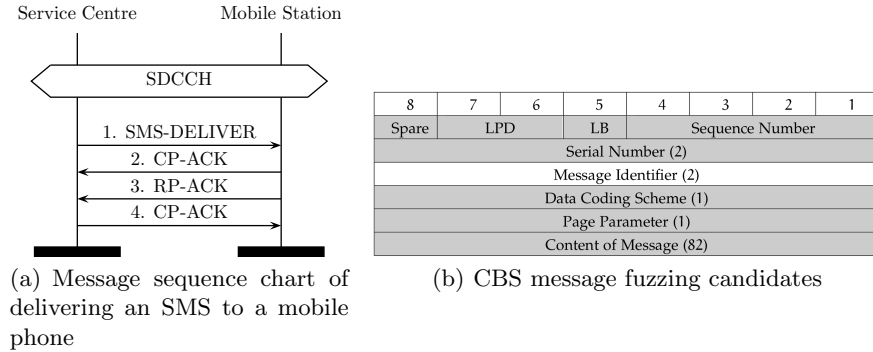 Service Centre Mobile Station
SDCCH
1. SMS-DELIVER
2. CP-ACK
3. RP-ACK
4. CP-ACK
(a) Message sequence chart of
delivering an SMS to a mobile
phone
8 7 6 5 4 3 2 1
Spare LPD LB Sequence Number
Serial Number (2)
Message Identifier (2)
Data Coding Scheme (1)
Page Parameter (1)
Content of Message (82)
(b) CBS message fuzzing candidates